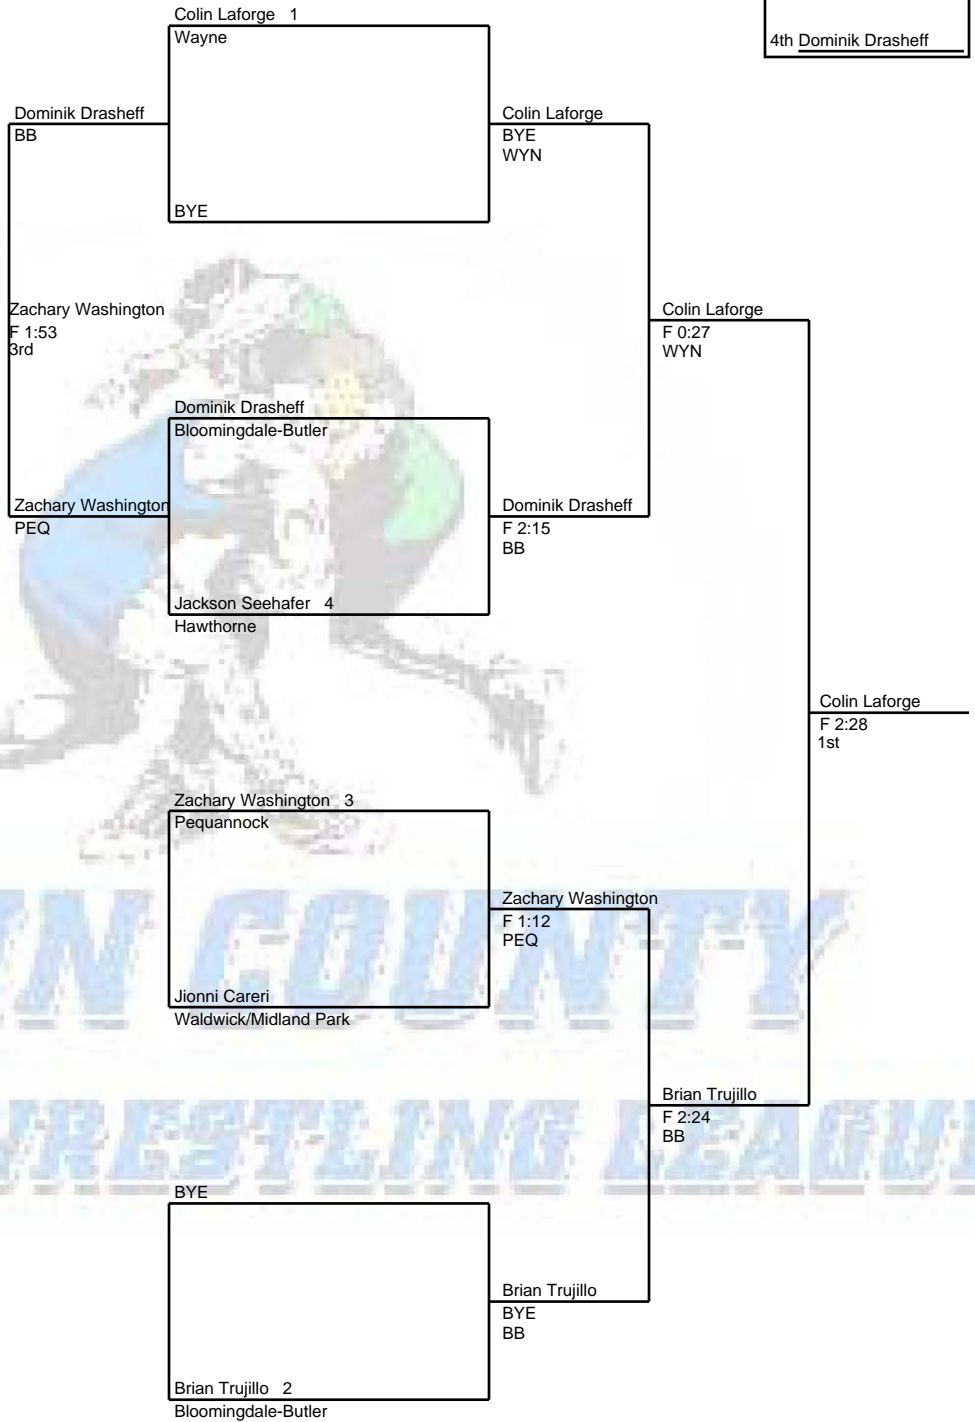 Colin Laforge 1
Wayne
4th Dominik Drasheff
Dominik Drasheff
BB
Colin Laforge
BYE
WYN
BYE
Zachary Washington
F 1:53
3rd
Colin Laforge
F 0:27
WYN
Dominik Drasheff
Bloomingdale-Butler
Zachary Washington
PEQ
Dominik Drasheff
F 2:15
BB
Jackson Seehafer 4
Hawthorne
Colin Laforge
F 2:28
1st
Zachary Washington 3
Pequannock
Zachary Washington
F 1:12
PEQ
N COUNTY
Jionni Careri
Waldwick/Midland Park
Brian Trujillo
F 2:24
BB
RESTLING LEAGU
BYE
Brian Trujillo
BYE
BB
Brian Trujillo 2
Bloomingdale-Butler